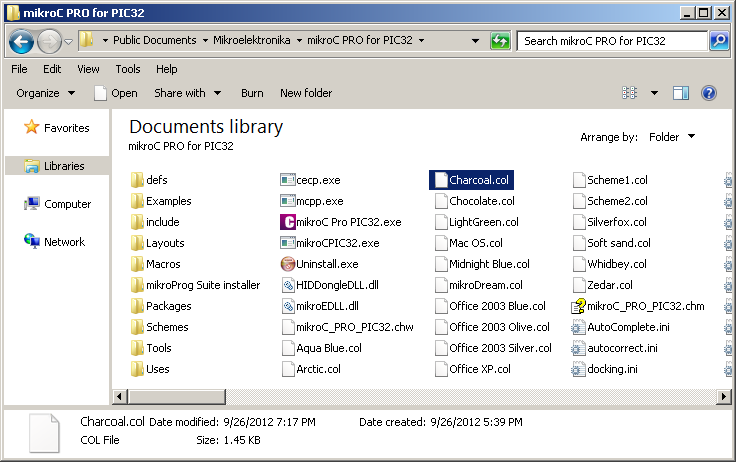 mikroC PRO for PIC32
Public Documents Mikroelektronika mikroC PRO for PIC32
Search mikroC PRO for PIC32
File Edit View Tools Help
Organize Open Share with Burn New folder
Favorites
Libraries
Computer
Network
Documents library
mikroC PRO for PIC32
Arrange by: Folder
defs cecp.exe Charcoal.col Scheme1.col
Examples mcpp.exe Chocolate.col Scheme2.col
include mikroC Pro PIC32.exe LightGreen.col Silverfox.col
Layouts mikroCPIC32.exe Mac OS.col Soft sand.col
Macros Uninstall.exe Midnight Blue.col Whidbey.col
mikroProg Suite installer HIDDongleDLL.dll mikroDream.col Zedar.col
Packages mikroEDLL.dll Office 2003 Blue.col mikroC_PRO_PIC32.chm
Schemes mikroC_PRO_PIC32.chw Office 2003 Olive.col AutoComplete.ini
Tools Aqua Blue.col Office 2003 Silver.col autocorrect.ini
Uses Arctic.col Office XP.col docking.ini
Charcoal.col Date modified: 9/26/2012 7:17 PM Date created: 9/26/2012 5:39 PM
COL File Size: 1.45 KB